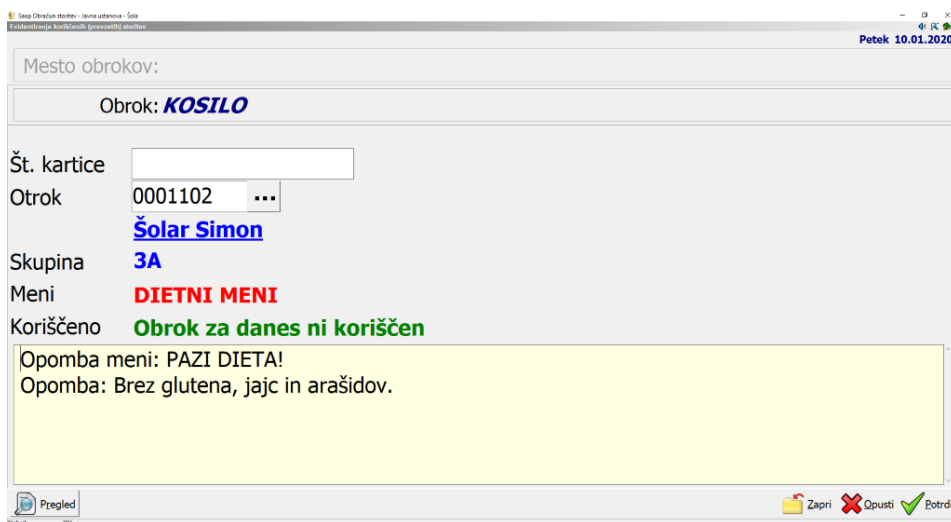 Saop Obračun storitev - Javna ustanova - Šola
Evidentiranje koriščenih (prevzetih) storitev
Petek 10.01.2020
Mesto obrokov:
Obrok: KOSILO
Št. kartice
Otrok 0001102 ...
Šolar Simon
Skupina 3A
Meni DIETNI MENI
Koriščeno Obrok za danes ni koriščen
Opomba meni: PAZI DIETA!
Opomba: Brez glutena, jajc in arašidov.
Pregled Zapri Opusti Potrd